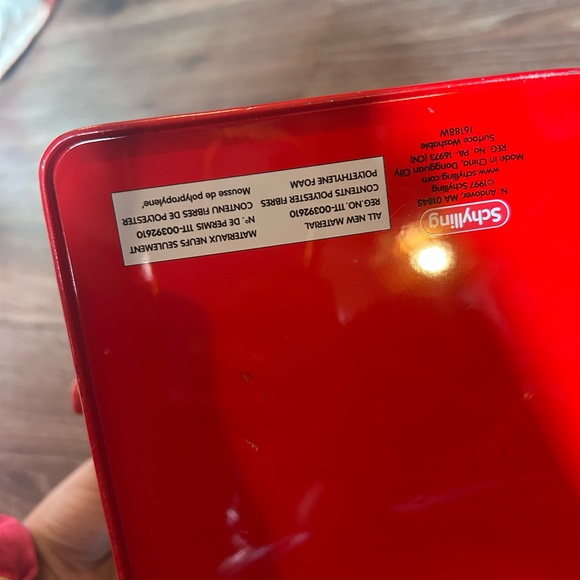 Schylling
©1997 Schylling
N. Andover, MA 01845
www.schylling.com
Made in China, Dongguan City
REG. No. PA- 16973 (CN)
Surface Washable
16188W
ALL NEW MATERIAL
REG.NO. 1TT-00392610
CONTENTS POLYESTER FIBRES
POLYETHYLENE FOAM
MATERIAUX NEUFS SEULEMENT
N°. DE PERMIS 1TT-00392610
CONTENU FIBRES DE POLYESTER
Mousse de polypropylene'